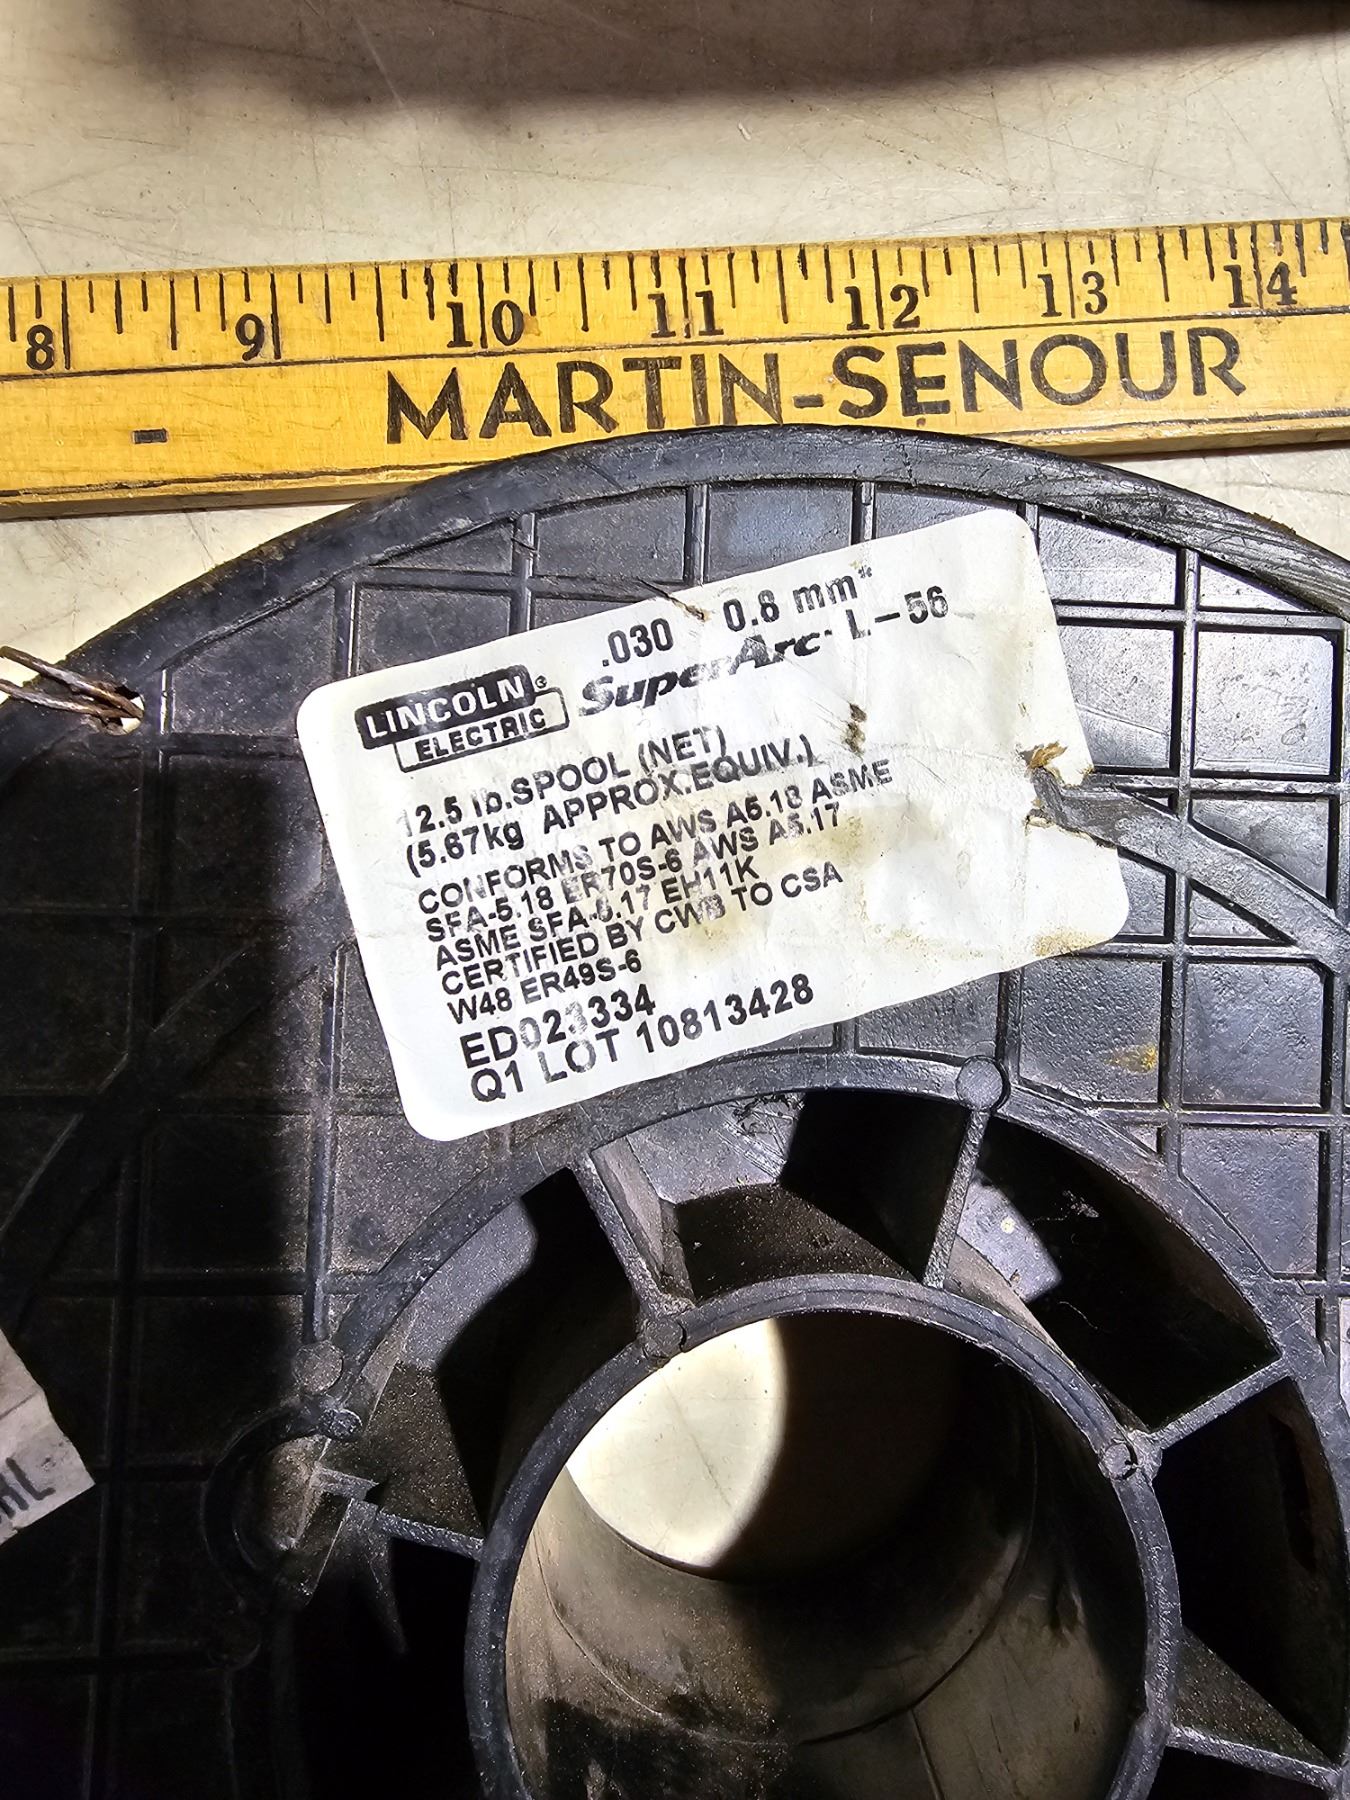 8 9 10 11 12 13 14
MARTIN-SENOUR
.030 0.8 mm*
LINCOLN ® SuperArc L-56
ELECTRIC
12.5 lb.SPOOL (NET)
(5.67kg APPROX.EQUIV.)
CONFORMS TO AWS A5.18 ASME
SFA-5.18 ER70S-6 AWS A5.17
ASME SFA-5.17 EH11K
CERTIFIED BY CWB TO CSA
W48 ER49S-6
ED023334
Q1 LOT 10813428